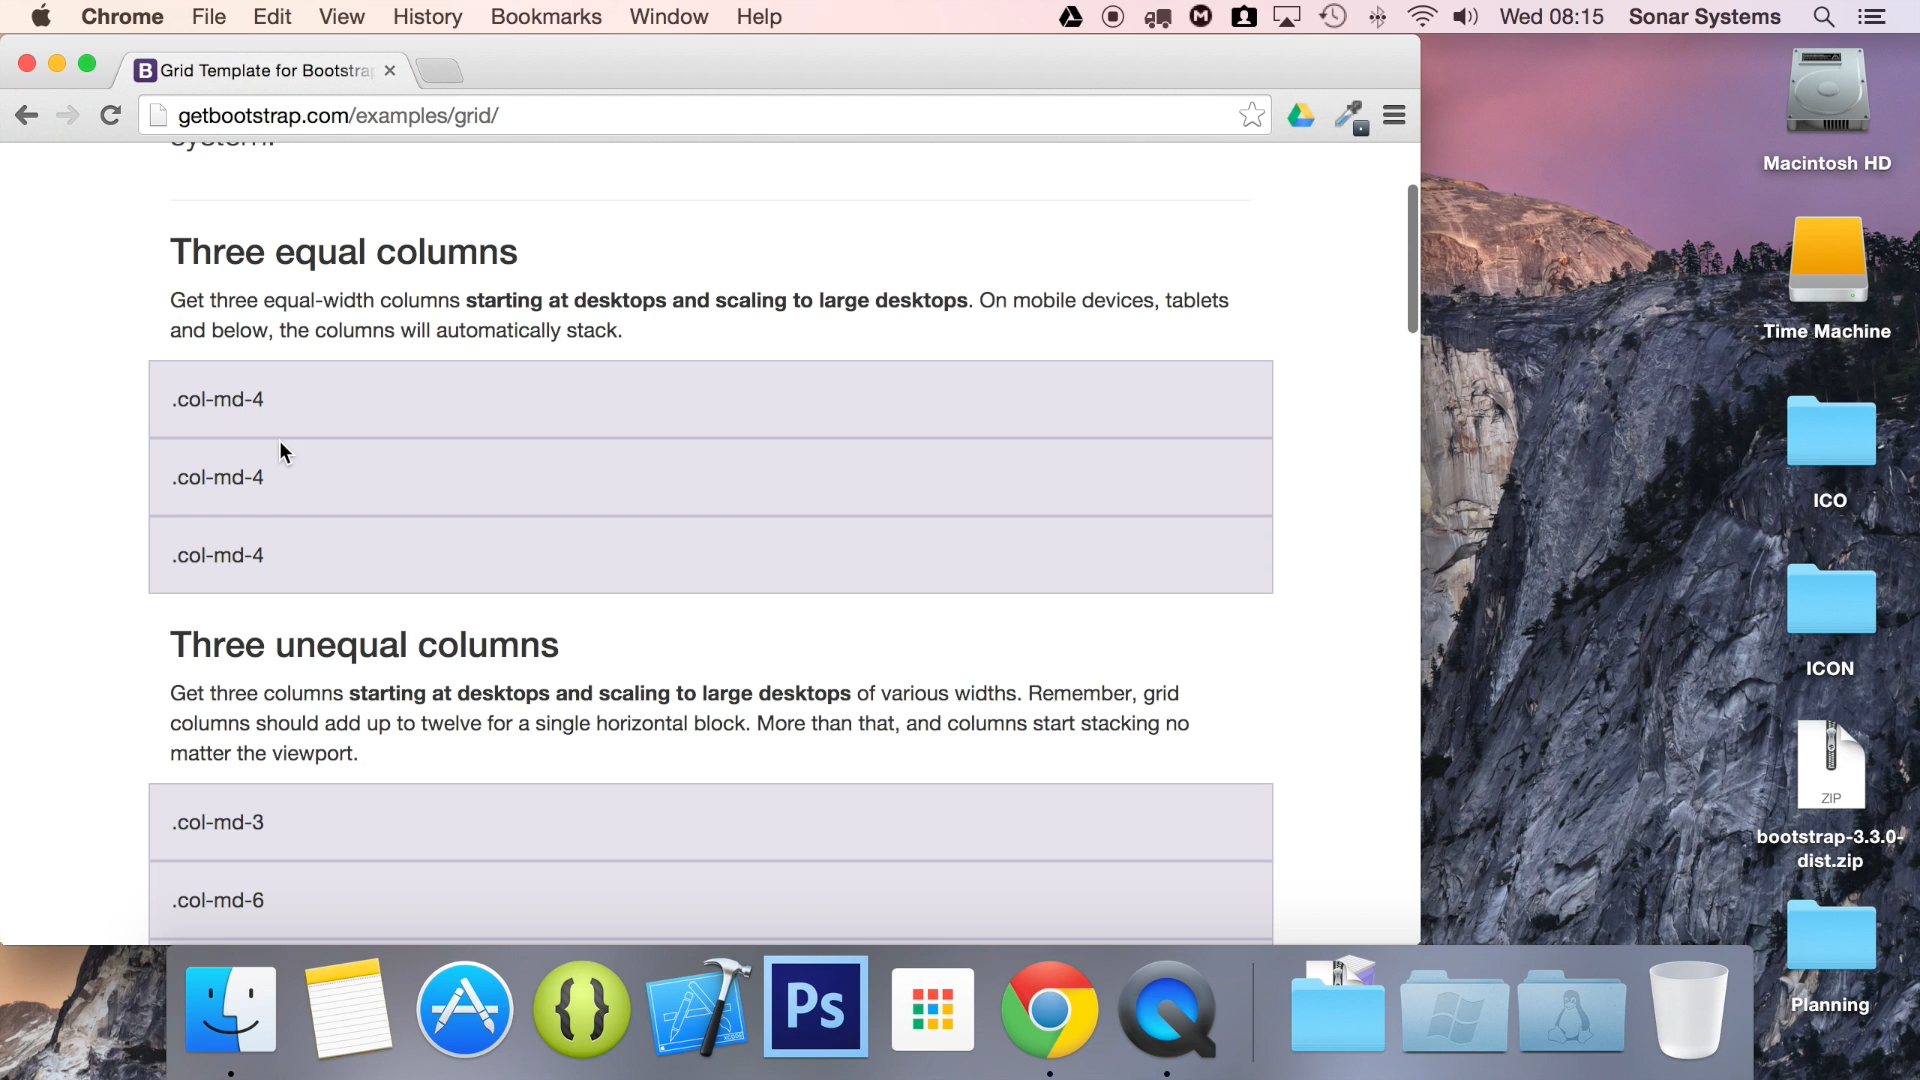 Chrome File Edit View History Bookmarks Window Help Wed 08:15 Sonar Systems
Grid Template for Bootstra
getbootstrap.com/examples/grid/
system.
Three equal columns
Get three equal-width columns starting at desktops and scaling to large desktops. On mobile devices, tablets
and below, the columns will automatically stack.
.col-md-4
.col-md-4
.col-md-4
Three unequal columns
Get three columns starting at desktops and scaling to large desktops of various widths. Remember, grid
columns should add up to twelve for a single horizontal block. More than that, and columns start stacking no
matter the viewport.
.col-md-3
.col-md-6
Macintosh HD
Time Machine
ICO
ICON
ZIP
bootstrap-3.3.0-
dist.zip
Planning
Ps